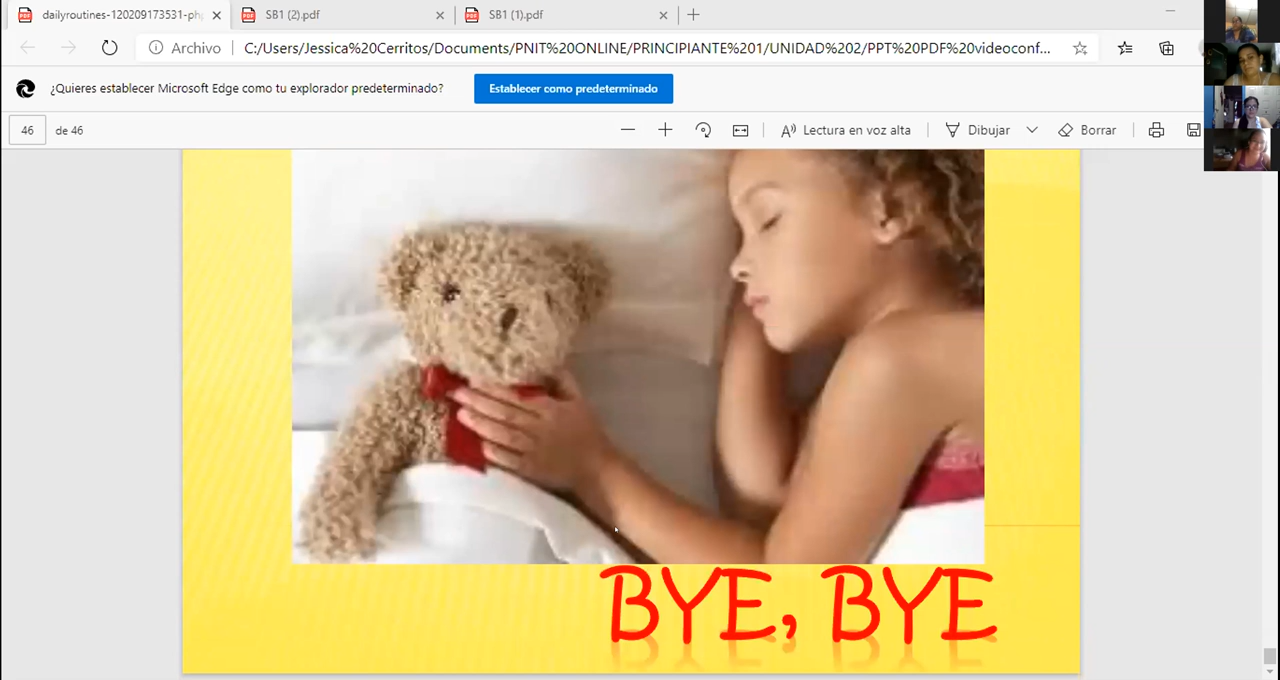 dailyroutines-120209173531-php
SB1 (2).pdf
SB1 (1).pdf
Archivo
C:/Users/Jessica%20Cerritos/Documents/PNIT%20ONLINE/PRINCIPIANTE%201/UNIDAD%202/PPT%20PDF%20videoconf...
¿Quieres establecer Microsoft Edge como tu explorador predeterminado?
Establecer como predeterminado
46 de 46
Lectura en voz alta
Dibujar
Borrar
BYE, BYE